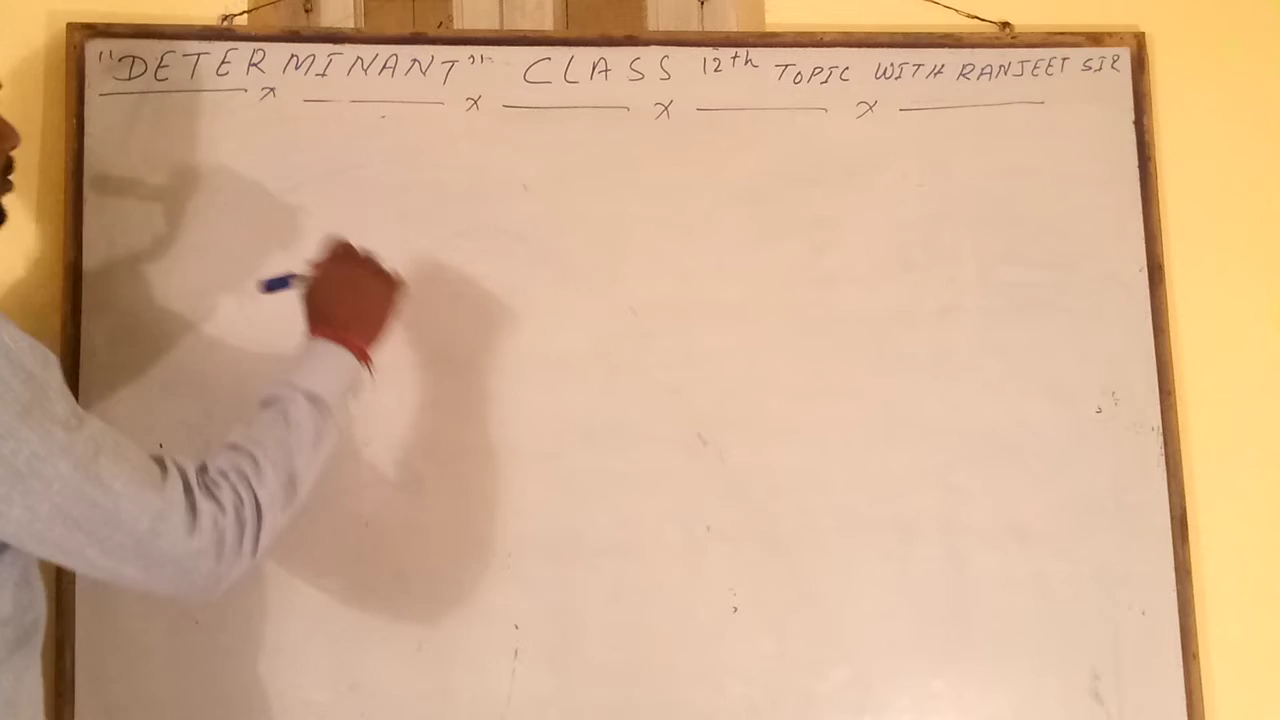 "DETERMINANT" CLASS 12th TOPIC WITH RANJEET SIR
x x x x